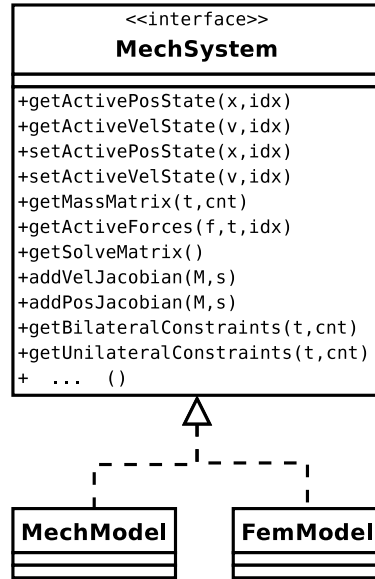 <<interface>>
MechSystem
+getActivePosState(x,idx)
+getActiveVelState(v,idx)
+setActivePosState(x,idx)
+setActiveVelState(v,idx)
+getMassMatrix(t,cnt)
+getActiveForces(f,t,idx)
+getSolveMatrix()
+addVelJacobian(M,s)
+addPosJacobian(M,s)
+getBilateralConstraints(t,cnt)
+getUnilateralConstraints(t,cnt)
+ ... ()
MechModel
FemModel